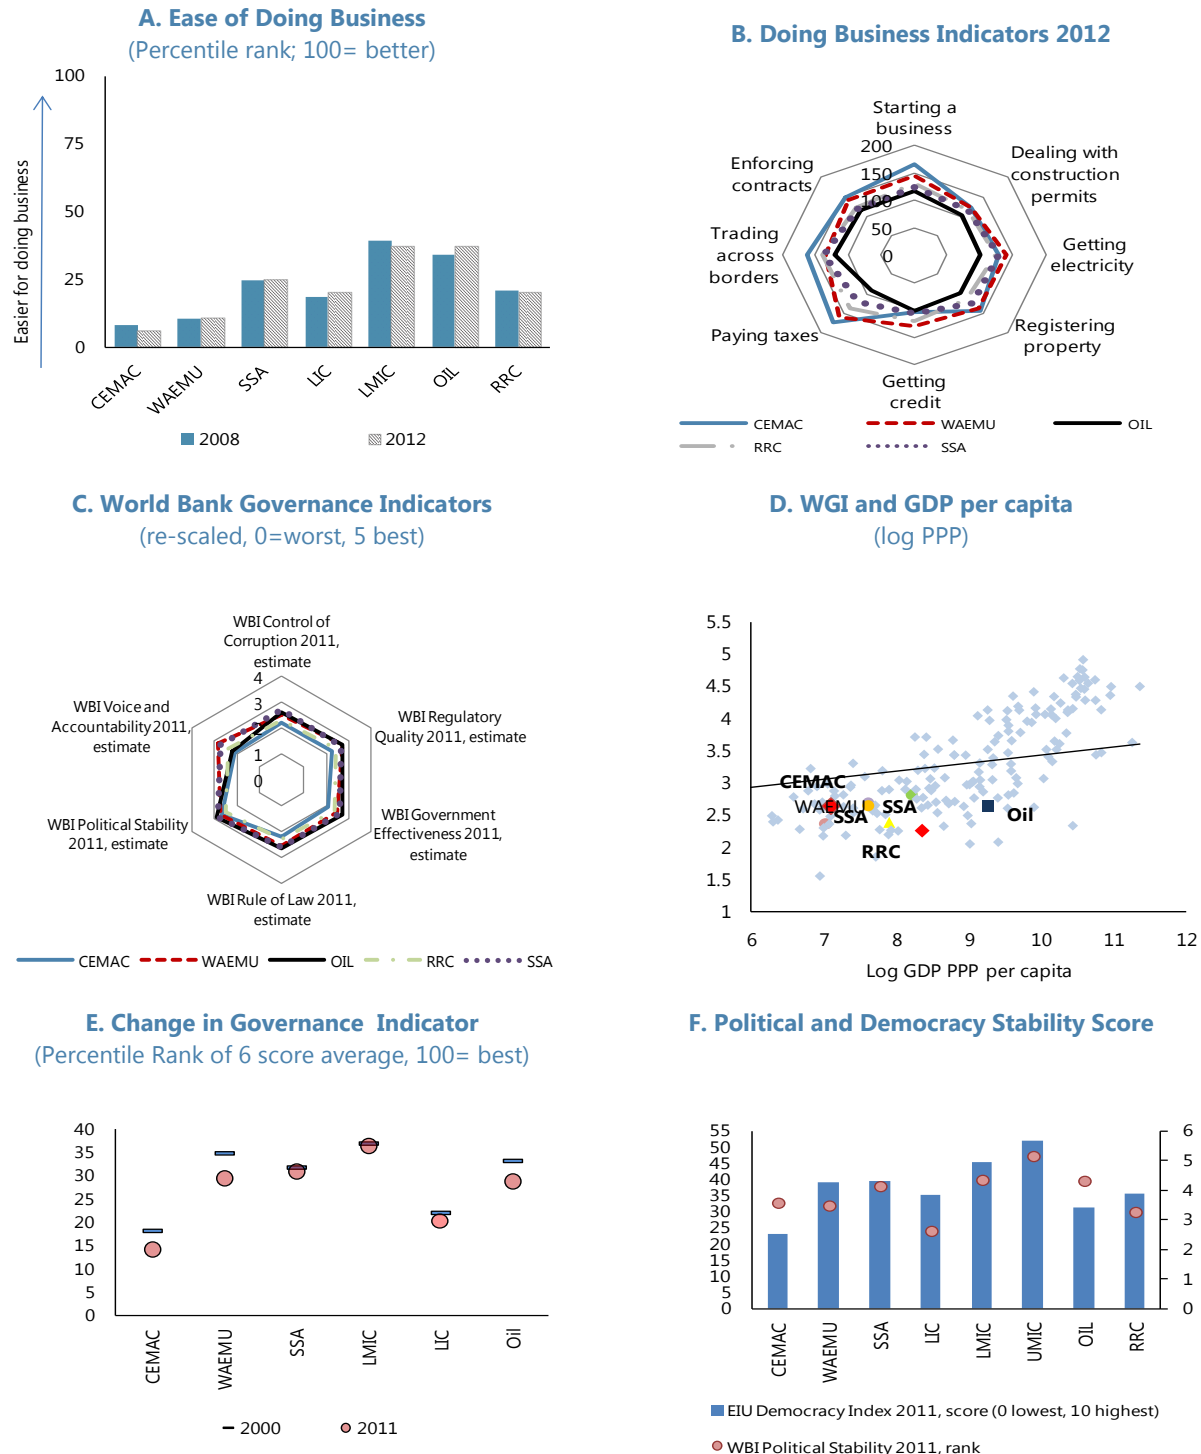 A. Ease of Doing Business
(Percentile rank; 100= better)
100
75
50
25
0
Easier for doing business
CEMAC
WAEMU
SSA
LIC
LMIC
OIL
RRC
2008
2012
B. Doing Business Indicators 2012
Starting a
business
Dealing with
construction
permits
Getting
electricity
Registering
property
Getting
credit
Paying taxes
Trading
across
borders
Enforcing
contracts
200
150
100
50
0
CEMAC
WAEMU
OIL
RRC
SSA
C. World Bank Governance Indicators
(re-scaled, 0=worst, 5 best)
WBI Control of
Corruption 2011,
estimate
WBI Regulatory
Quality 2011, estimate
WBI Government
Effectiveness 2011,
estimate
WBI Rule of Law 2011,
estimate
WBI Political Stability
2011, estimate
WBI Voice and
Accountability 2011,
estimate
4
3
2
1
0
CEMAC
WAEMU
OIL
RRC
SSA
D. WGI and GDP per capita
(log PPP)
5.5
5
4.5
4
3.5
3
2.5
2
1.5
1
CEMAC
WAEMU
SSA
SSA
RRC
Oil
6
7
8
9
10
11
12
Log GDP PPP per capita
E. Change in Governance  Indicator
(Percentile Rank of 6 score average, 100= best)
40
35
30
25
20
15
10
5
0
CEMAC
WAEMU
SSA
LMIC
LIC
Oil
2000
2011
F. Political and Democracy Stability Score
55
50
45
40
35
30
25
20
15
10
5
0
6
5
4
3
2
1
0
CEMAC
WAEMU
SSA
LIC
LMIC
UMIC
OIL
RRC
EIU Democracy Index 2011, score (0 lowest, 10 highest)
WBI Political Stability 2011, rank